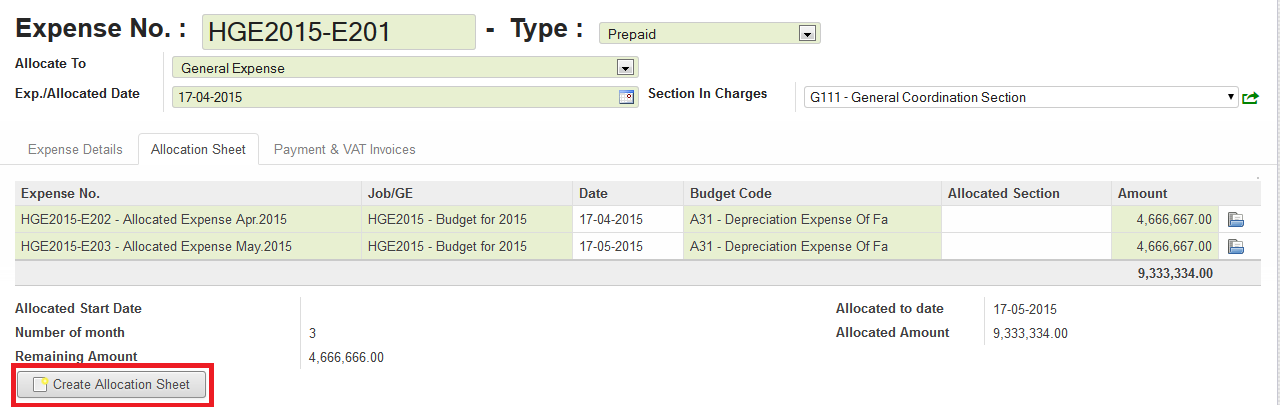 Expense No. : HGE2015-E201 - Type : Prepaid
Allocate To General Expense
Exp./Allocated Date 17-04-2015 Section In Charges G111 - General Coordination Section
Expense Details Allocation Sheet Payment & VAT Invoices
Expense No. Job/GE Date Budget Code Allocated Section Amount
HGE2015-E202 - Allocated Expense Apr.2015 HGE2015 - Budget for 2015 17-04-2015 A31 - Depreciation Expense Of Fa 4,666,667.00
HGE2015-E203 - Allocated Expense May.2015 HGE2015 - Budget for 2015 17-05-2015 A31 - Depreciation Expense Of Fa 4,666,667.00
9,333,334.00
Allocated Start Date Allocated to date 17-05-2015
Number of month 3 Allocated Amount 9,333,334.00
Remaining Amount 4,666,666.00
Create Allocation Sheet